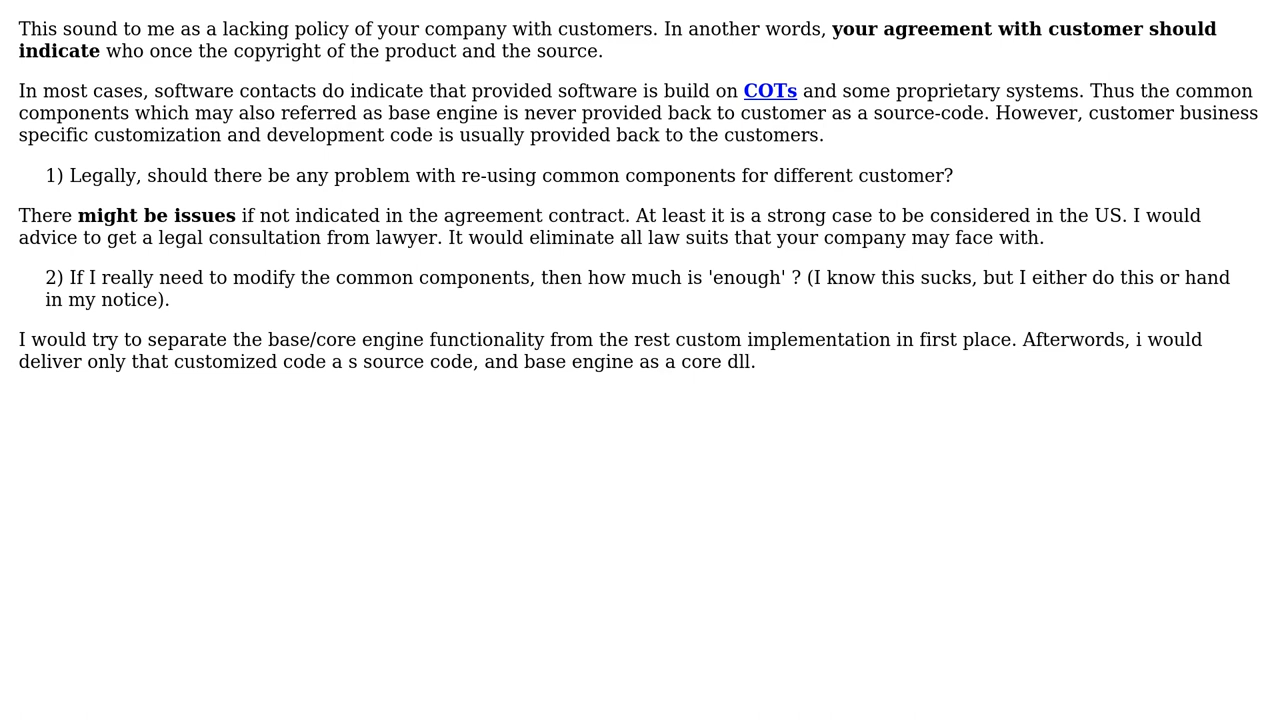 This sound to me as a lacking policy of your company with customers. In another words, your agreement with customer should
indicate who once the copyright of the product and the source.
In most cases, software contacts do indicate that provided software is build on COTs and some proprietary systems. Thus the common
components which may also referred as base engine is never provided back to customer as a source-code. However, customer business
specific customization and development code is usually provided back to the customers.
1) Legally, should there be any problem with re-using common components for different customer?
There might be issues if not indicated in the agreement contract. At least it is a strong case to be considered in the US. I would
advice to get a legal consultation from lawyer. It would eliminate all law suits that your company may face with.
2) If I really need to modify the common components, then how much is 'enough' ? (I know this sucks, but I either do this or hand
in my notice).
I would try to separate the base/core engine functionality from the rest custom implementation in first place. Afterwords, i would
deliver only that customized code a s source code, and base engine as a core dll.